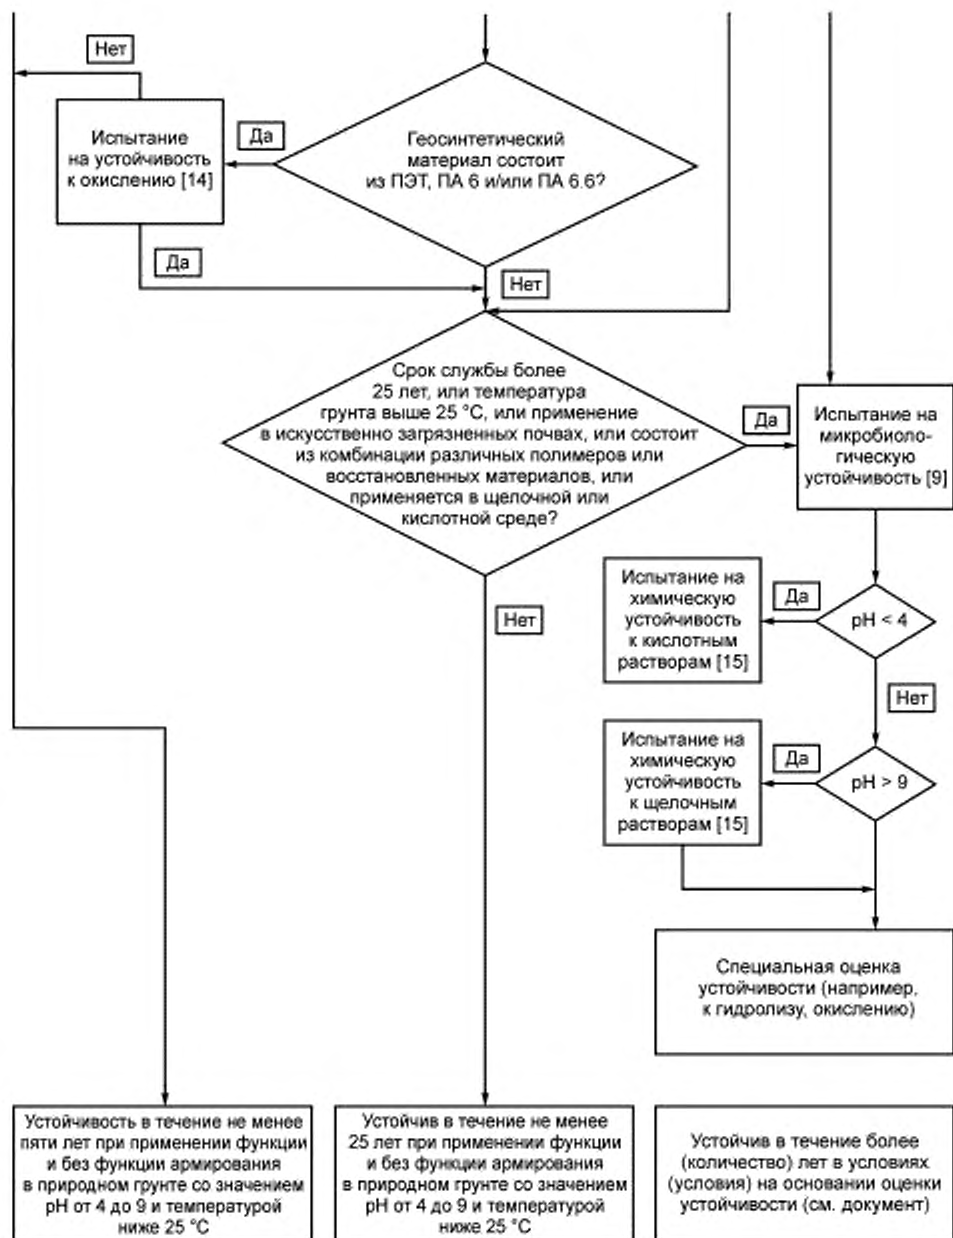 Нет
Испытание
на устойчивость
к окислению [14]
Да
Геосинтетический
материал состоит
из ПЭТ, ПА 6 и/или ПА 6.6?
Да
Нет
Срок службы более
25 лет, или температура
грунта выше 25 °С, или применение
в искусственно загрязненных почвах, или состоит
из комбинации различных полимеров или
восстановленных материалов, или
применяется в щелочной или
кислотной среде?
Да
Испытание на
микробиоло-
гическую
устойчивость [9]
Нет
Испытание на
химическую
устойчивость
к кислотным
растворам [15]
Да
pH < 4
Нет
Испытание на
химическую
устойчивость
к щелочным
растворам [15]
Да
pH > 9
Специальная оценка
устойчивости (например,
к гидролизу, окислению)
Устойчивость в течение не менее
пяти лет при применении функции
и без функции армирования
в природном грунте со значением
pH от 4 до 9 и температурой
ниже 25 °С
Устойчив в течение не менее
25 лет при применении функции
и без функции армирования
в природном грунте со значением
pH от 4 до 9 и температурой
ниже 25 °С
Устойчив в течение более
(количество) лет в условиях
(условия) на основании оценки
устойчивости (см. документ)